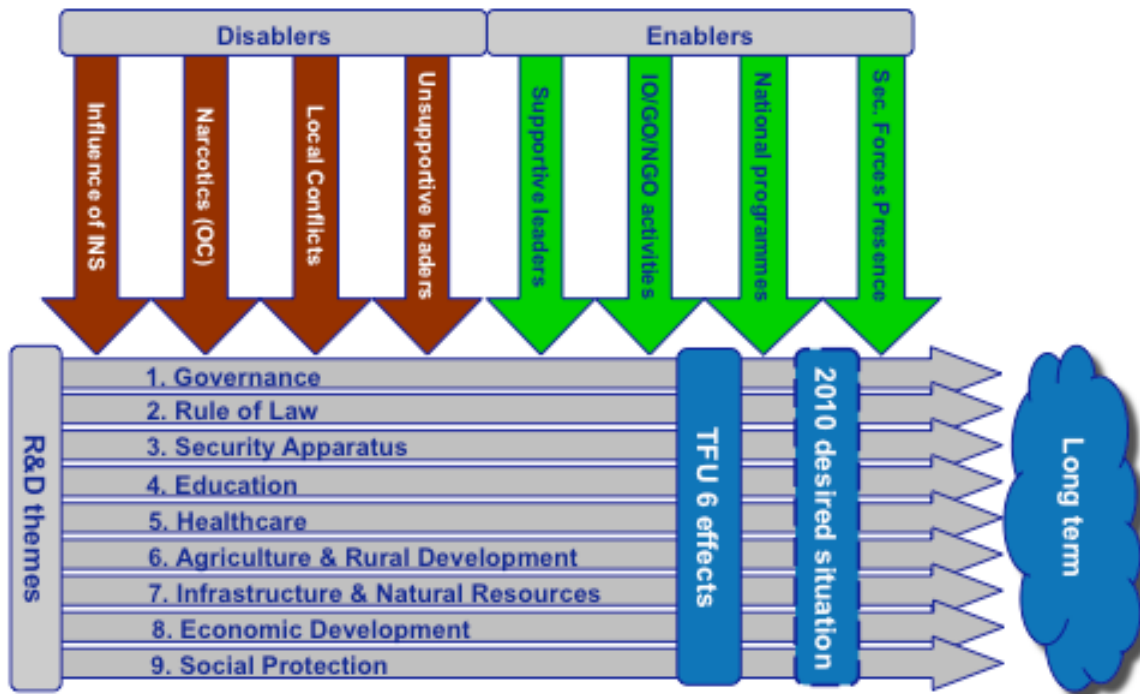 Disablers
Enablers
Influence of INS
Narcotics (OC)
Local Conflicts
Unsupportive leaders
Supportive leaders
IO/GO/NGO activities
National programmes
Sec. Forces Presence
R&D themes
1. Governance
2. Rule of Law
3. Security Apparatus
4. Education
5. Healthcare
6. Agriculture & Rural Development
7. Infrastructure & Natural Resources
8. Economic Development
9. Social Protection
TFU 6 effects
2010 desired situation
Long term